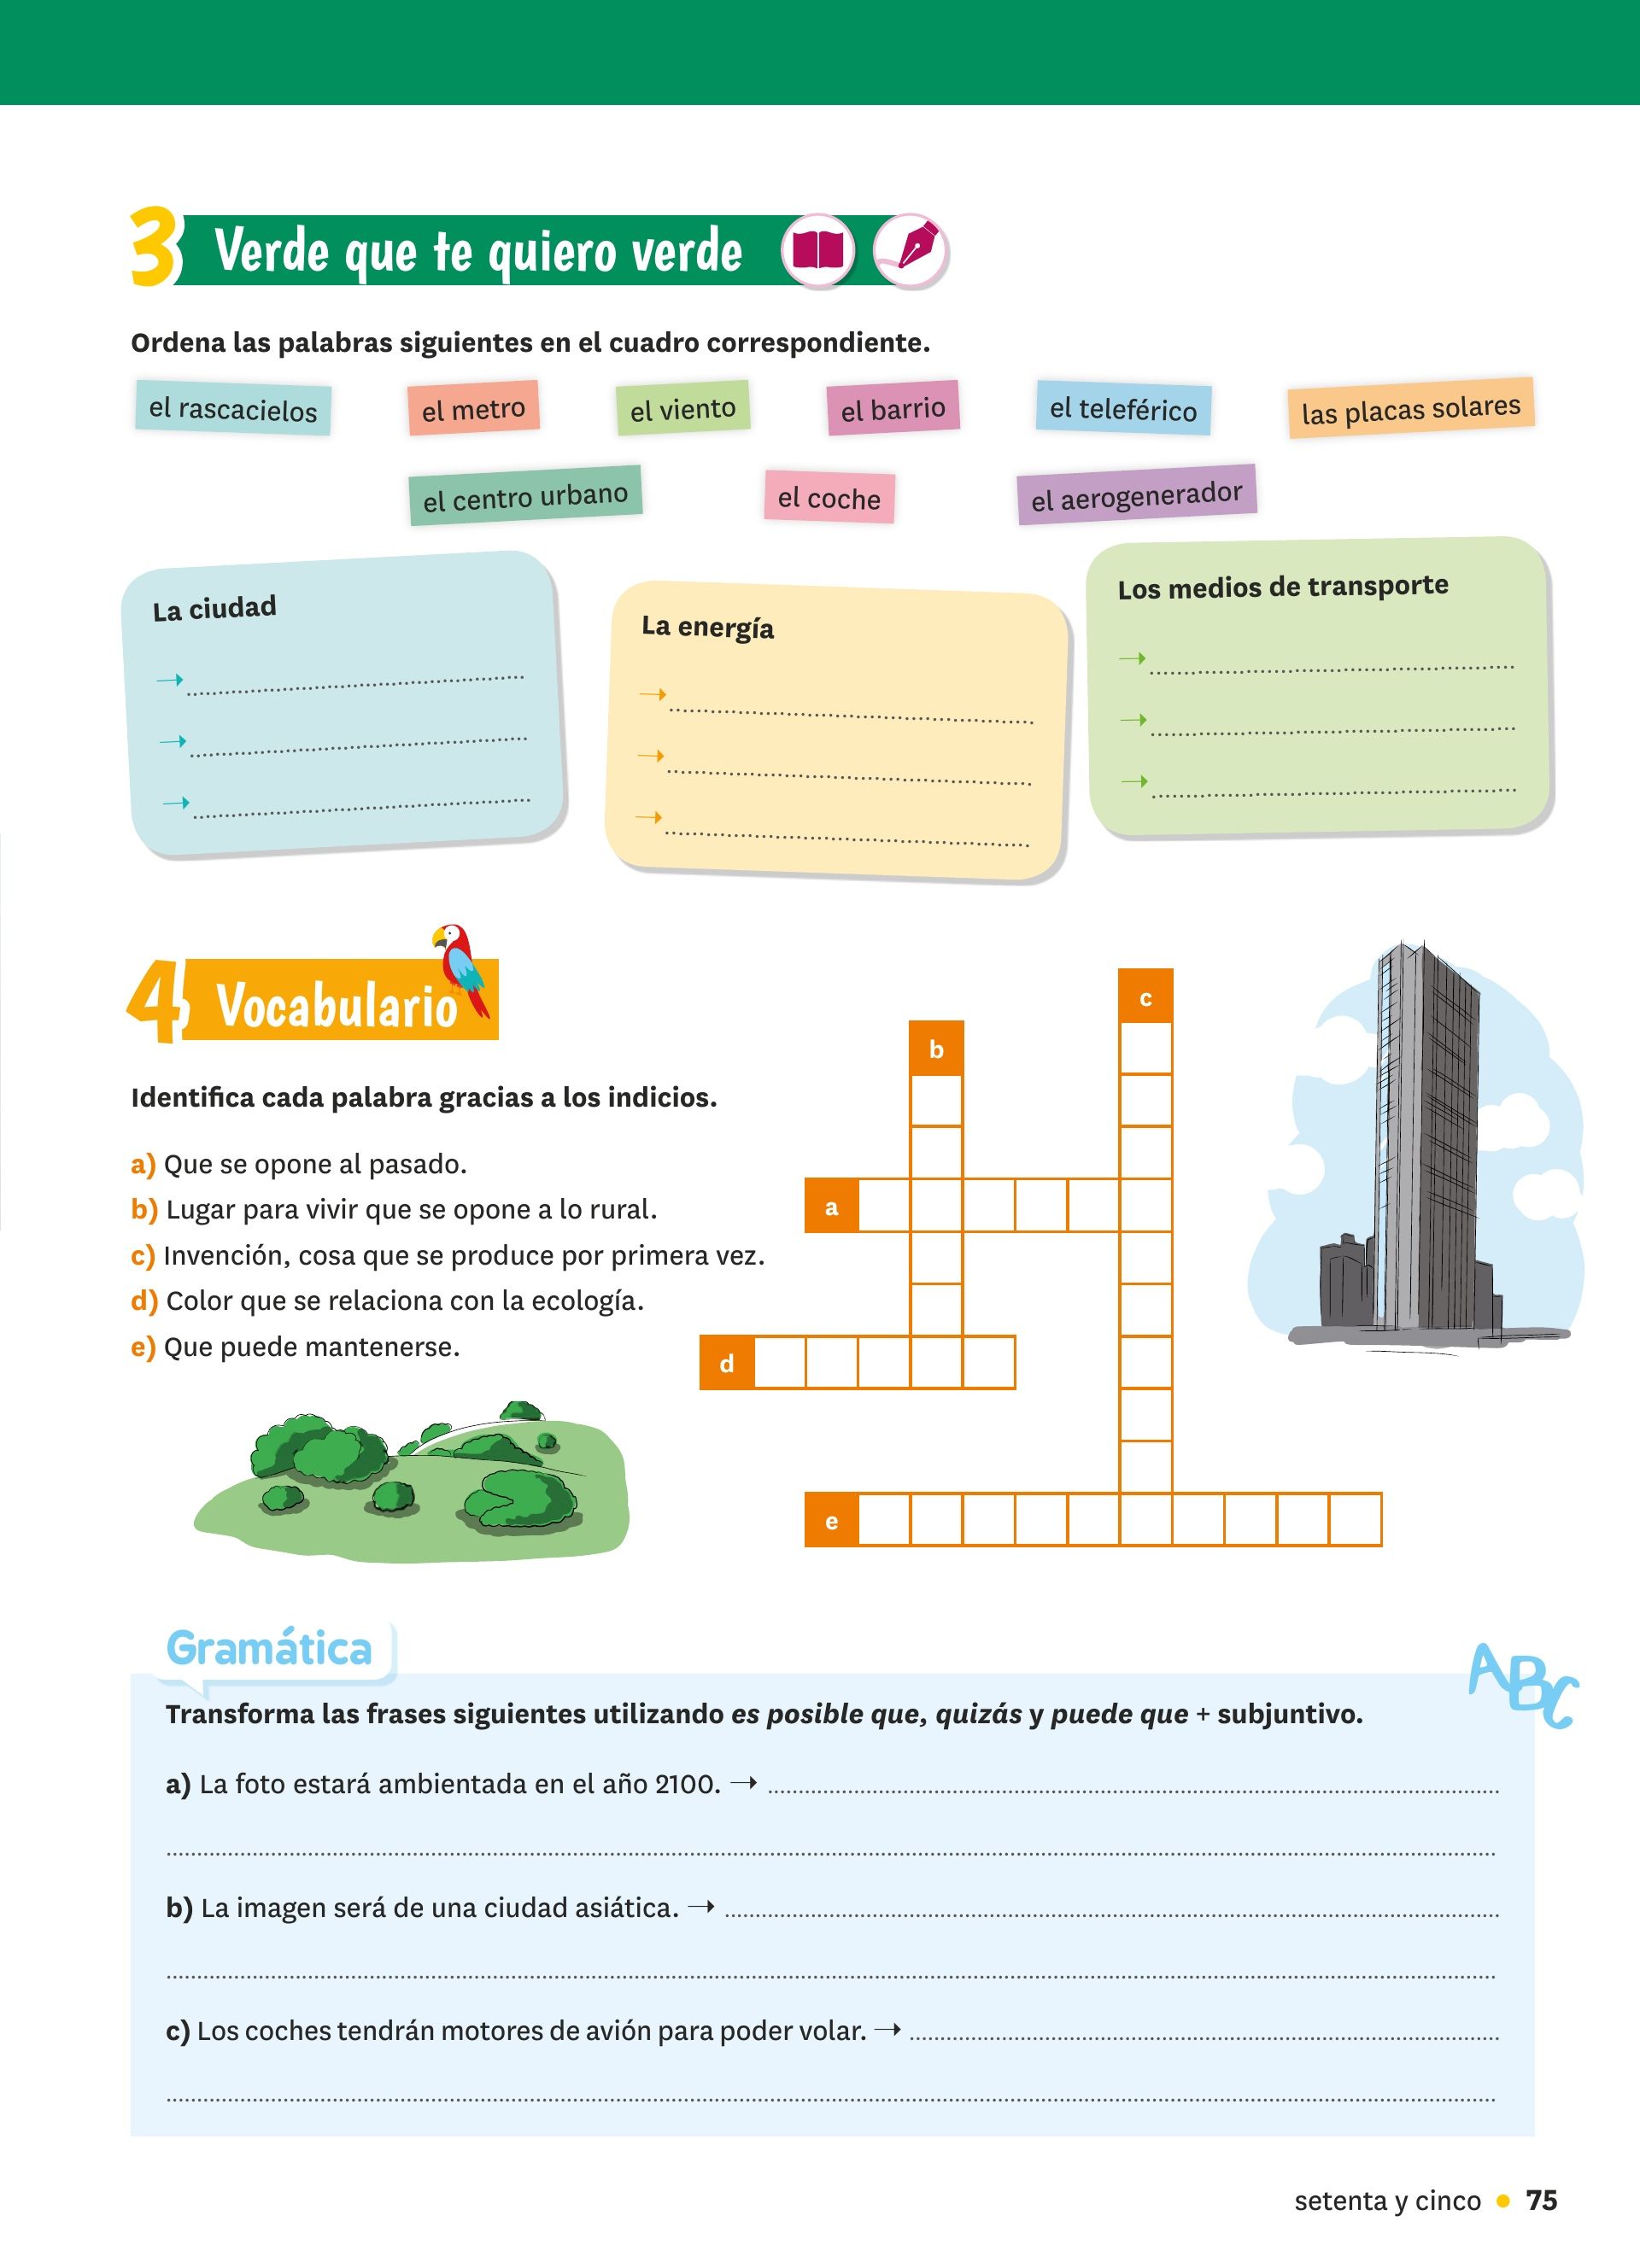 3 Verde que te quiero verde
Ordena las palabras siguientes en el cuadro correspondiente.
el rascacielos el metro el viento el barrio el teleférico las placas solares
el centro urbano el coche el aerogenerador
La ciudad
La energía
Los medios de transporte
4 Vocabulario
Identifica cada palabra gracias a los indicios.
a) Que se opone al pasado.
b) Lugar para vivir que se opone a lo rural.
c) Invención, cosa que se produce por primera vez.
d) Color que se relaciona con la ecología.
e) Que puede mantenerse.
c
b
a
d
e
Gramática
ABC
Transforma las frases siguientes utilizando es posible que, quizás y puede que + subjuntivo.
a) La foto estará ambientada en el año 2100. →
b) La imagen será de una ciudad asiática. →
c) Los coches tendrán motores de avión para poder volar. →
setenta y cinco • 75